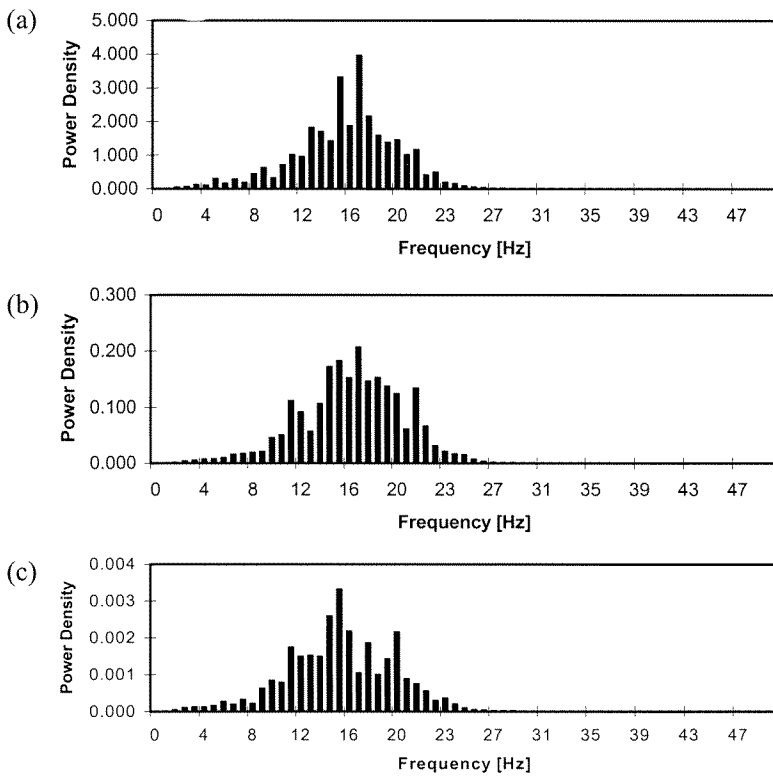 (a)
Power Density
5.000
4.000
3.000
2.000
1.000
0.000
0 4 8 12 16 20 23 27 31 35 39 43 47
Frequency [Hz]
(b)
Power Density
0.300
0.200
0.100
0.000
0 4 8 12 16 20 23 27 31 35 39 43 47
Frequency [Hz]
(c)
Power Density
0.004
0.003
0.002
0.001
0.000
0 4 8 12 16 20 23 27 31 35 39 43 47
Frequency [Hz]